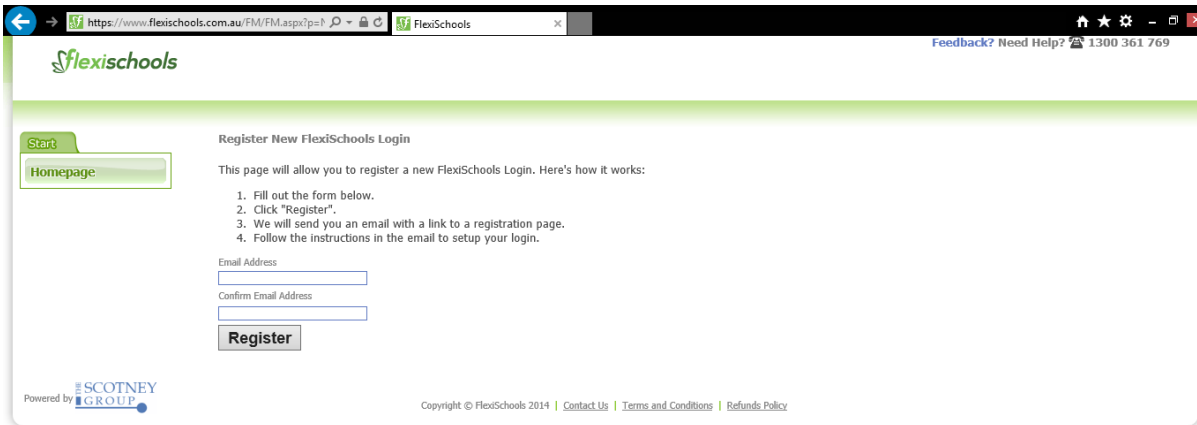 https://www.flexischools.com.au/FM/FM.aspx?p=
FlexiSchools
Feedback? Need Help? ☎ 1300 361 769
flexischools
Start
Homepage
Register New FlexiSchools Login
This page will allow you to register a new FlexiSchools Login. Here's how it works:
1. Fill out the form below.
2. Click "Register".
3. We will send you an email with a link to a registration page.
4. Follow the instructions in the email to setup your login.
Email Address
Confirm Email Address
Register
Powered by THE SCOTNEY GROUP
Copyright © FlexiSchools 2014 | Contact Us | Terms and Conditions | Refunds Policy